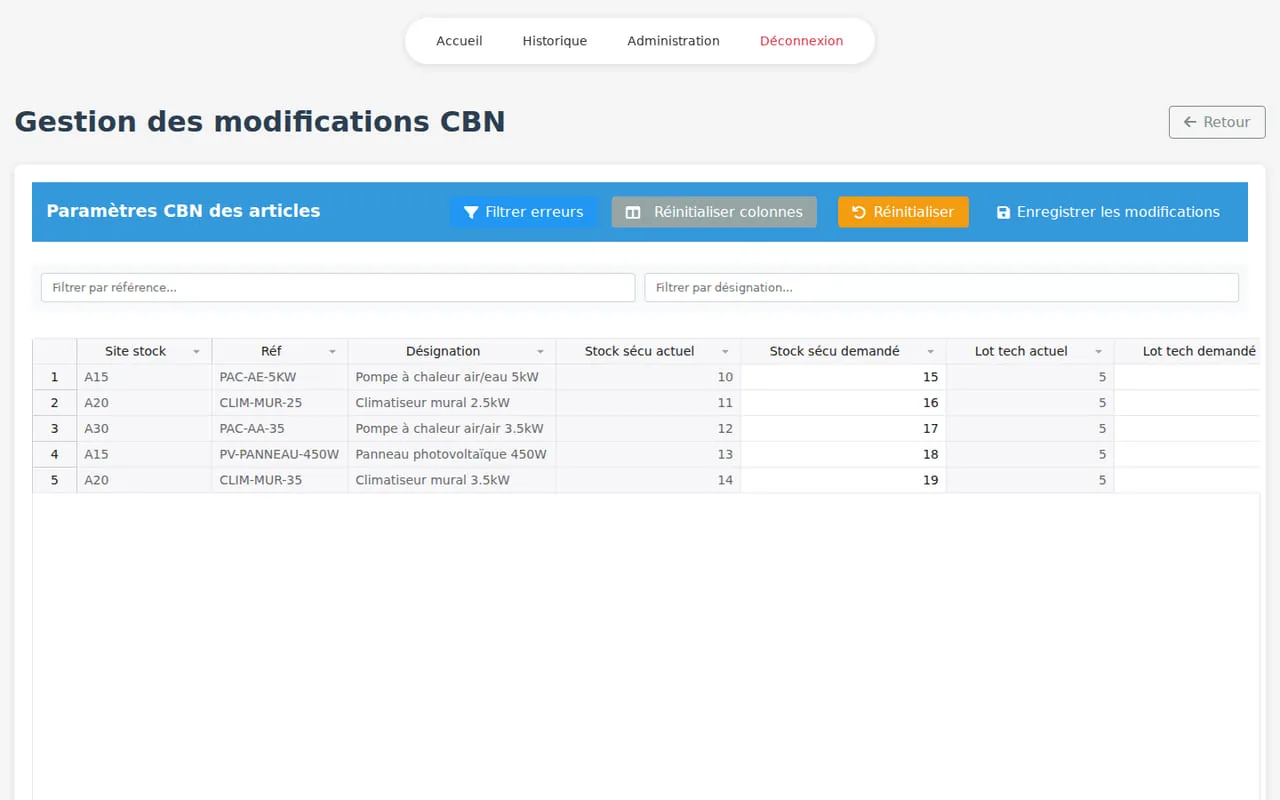 Accueil Historique Administration Déconnexion
Gestion des modifications CBN
Retour
Paramètres CBN des articles Filtrer erreurs Réinitialiser colonnes Réinitialiser Enregistrer les modifications
Filtrer par référence... Filtrer par désignation...
Site stock Réf Désignation Stock sécu actuel Stock sécu demandé Lot tech actuel Lot tech demandé
1 A15 PAC-AE-5KW Pompe à chaleur air/eau 5kW 10 15 5
2 A20 CLIM-MUR-25 Climatiseur mural 2.5kW 11 16 5
3 A30 PAC-AA-35 Pompe à chaleur air/air 3.5kW 12 17 5
4 A15 PV-PANNEAU-450W Panneau photovoltaïque 450W 13 18 5
5 A20 CLIM-MUR-35 Climatiseur mural 3.5kW 14 19 5